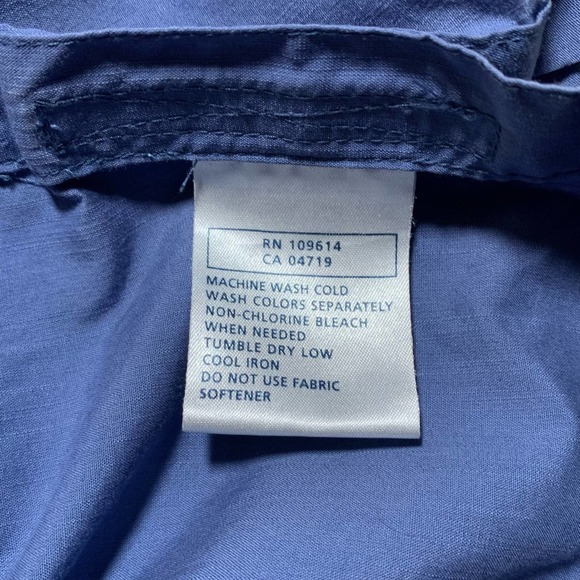 RN 109614
CA 04719
MACHINE WASH COLD
WASH COLORS SEPARATELY
NON-CHLORINE BLEACH
WHEN NEEDED
TUMBLE DRY LOW
COOL IRON
DO NOT USE FABRIC
SOFTENER